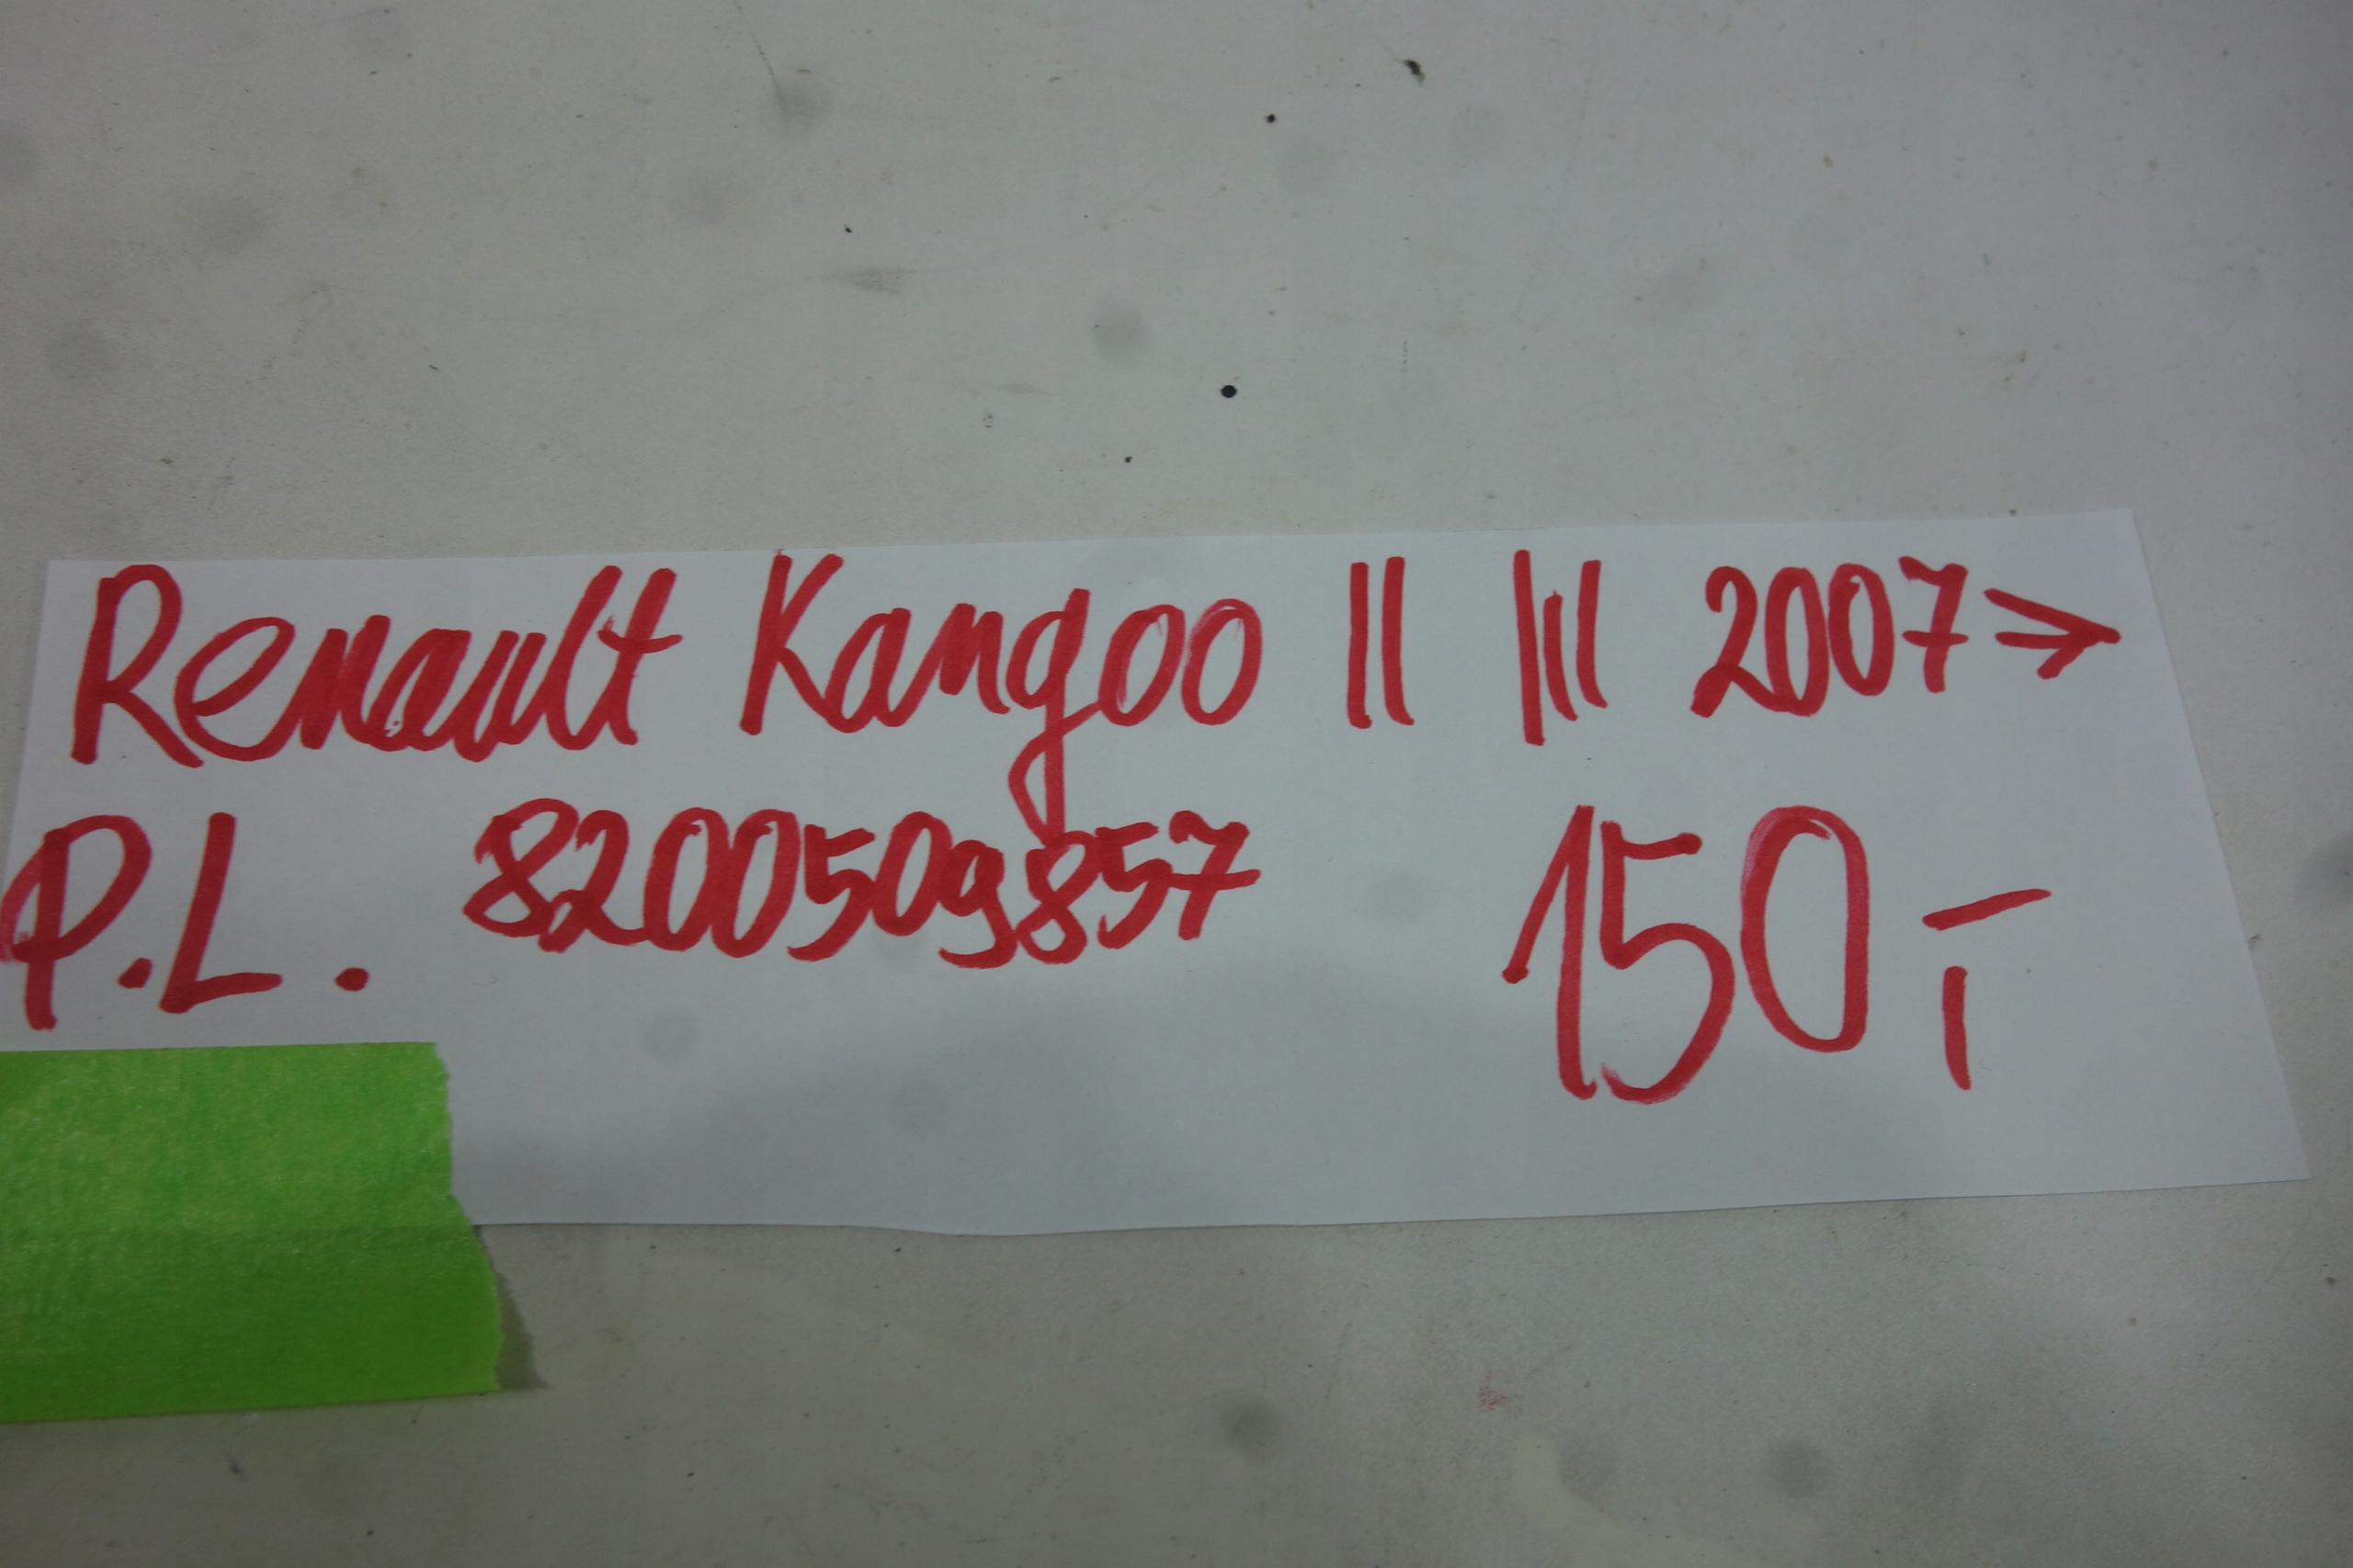 Renault Kangoo II III 2007>
P.L. 8200509857 150,-